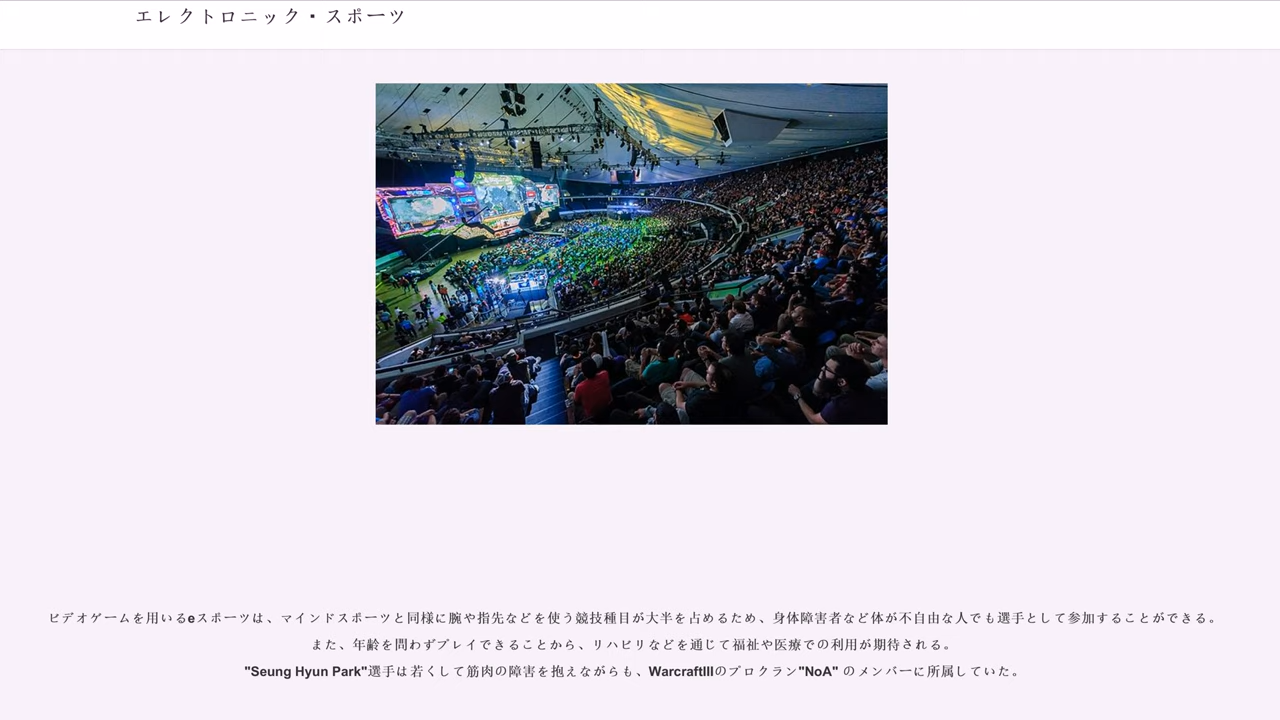 エレクトロニック・スポーツ
ビデオゲームを用いるeスポーツは、マインドスポーツと同様に腕や指先などを使う競技種目が大半を占めるため、身体障害者など体が不自由な人でも選手として参加することができる。
また、年齢を問わずプレイできることから、リハビリなどを通じて福祉や医療での利用が期待される。
"Seung Hyun Park"選手は若くして筋肉の障害を抱えながらも、WarcraftIIIのプロクラン"NoA" のメンバーに所属していた。